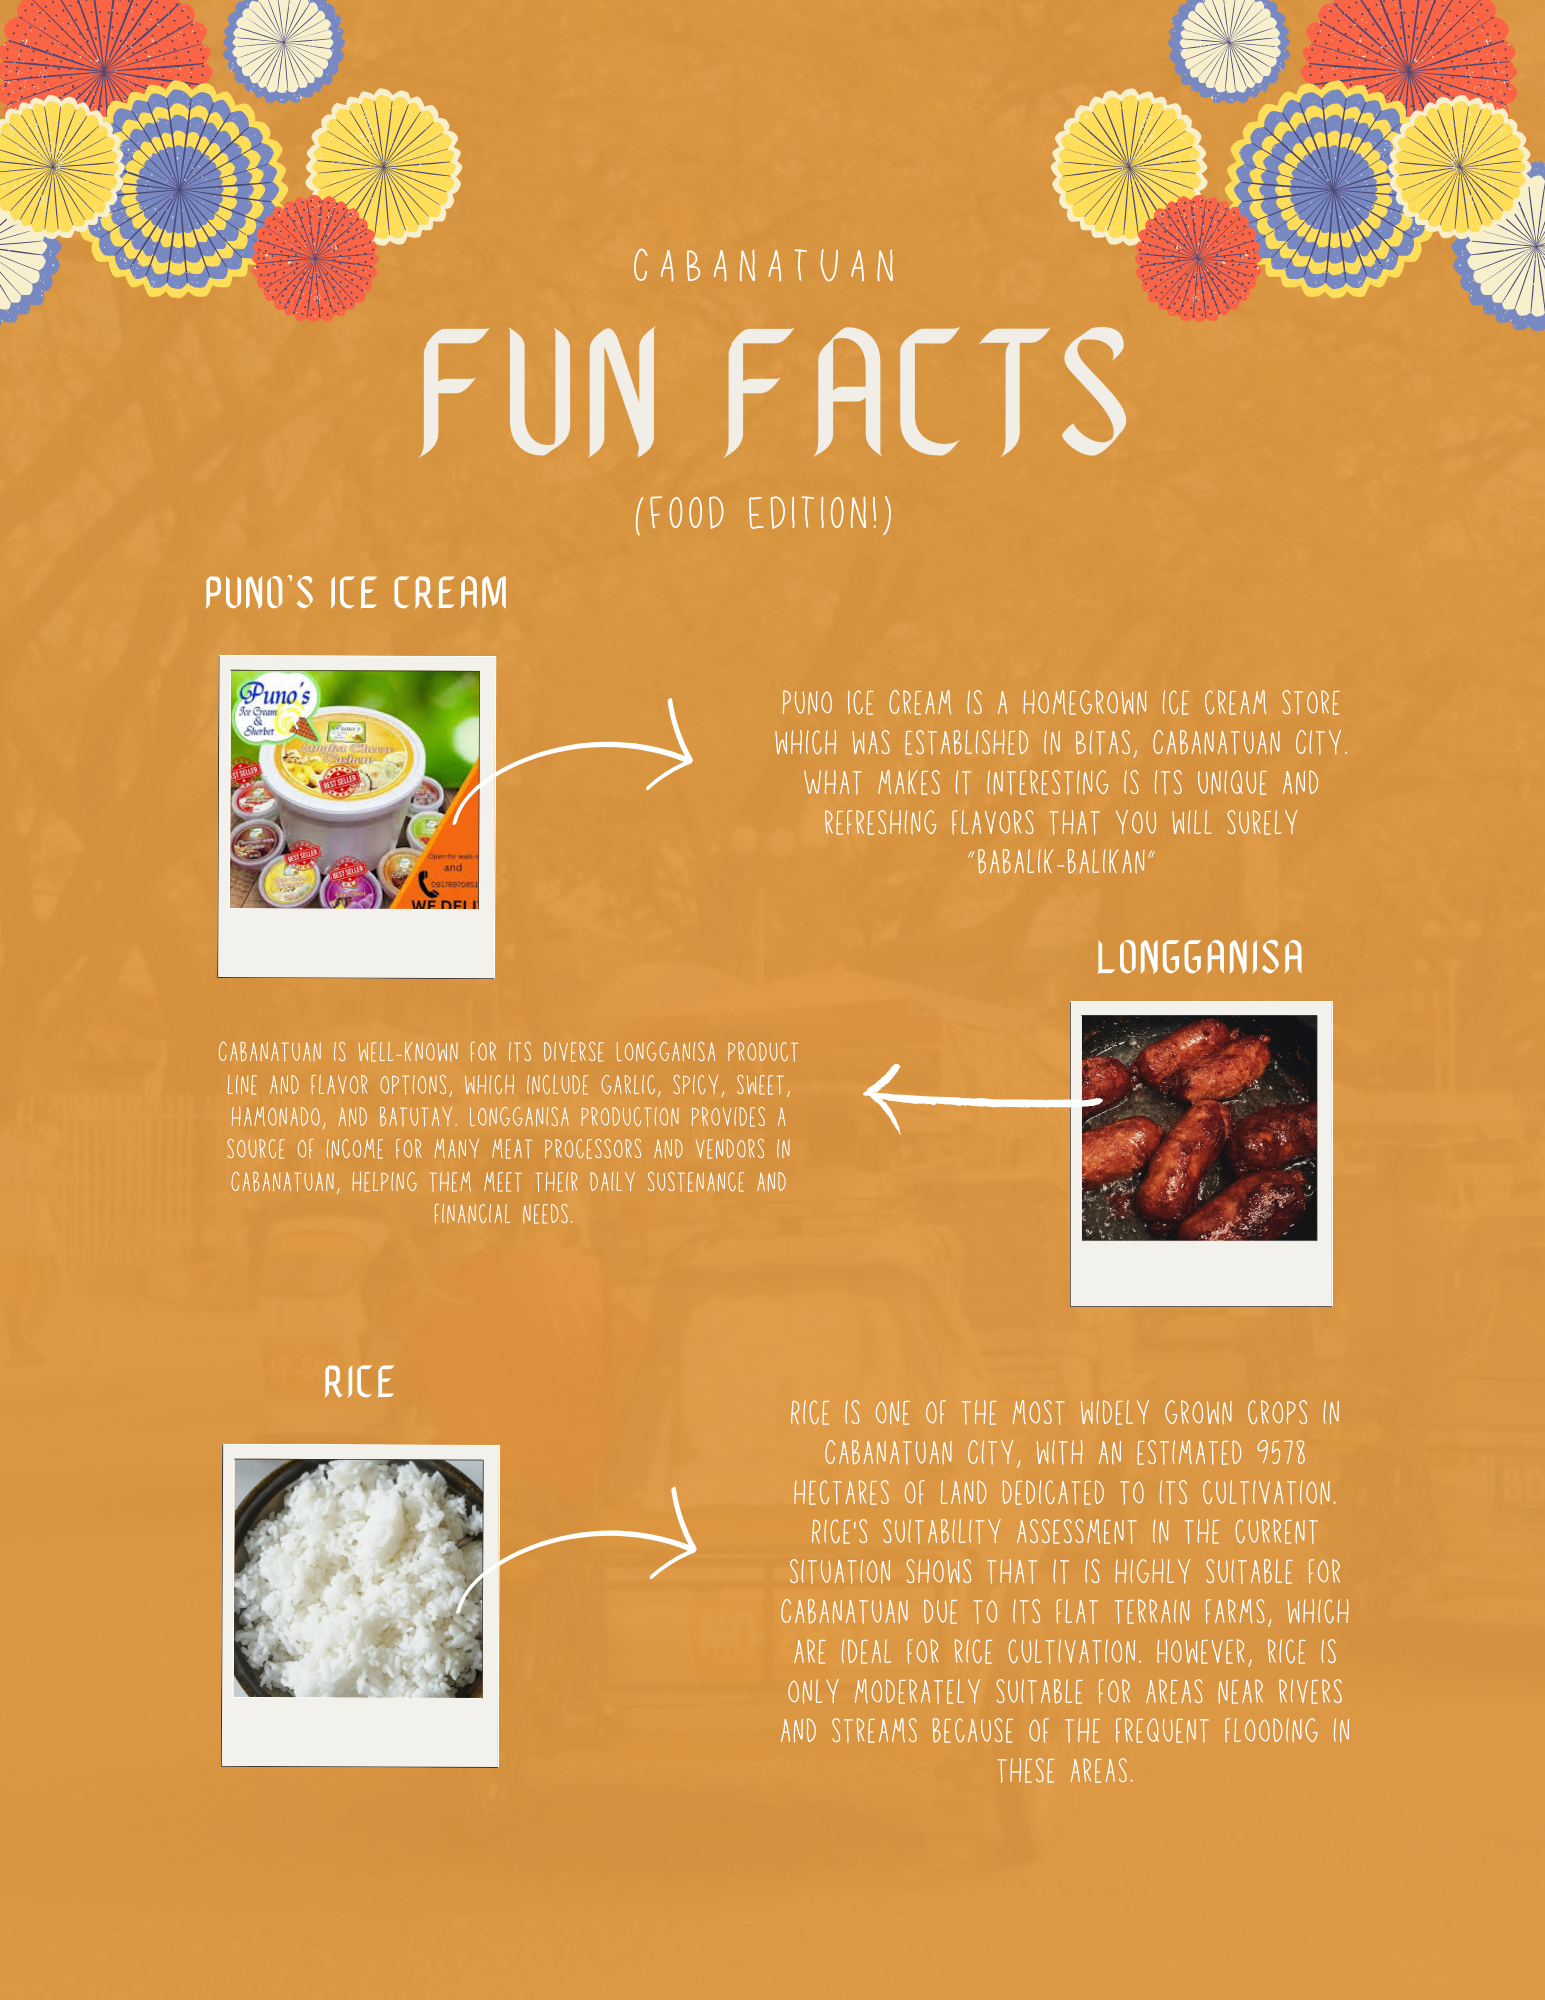 CABANATUAN
FUN FACTS
(FOOD EDITION!)
PUNO'S ICE CREAM
Puno's
Ice Cream
&
Sherbet
Puno's
Langka Cheese
Cashew
BEST SELLER
BEST SELLER
BEST SELLER
BEST SELLER
Open for walk-
and
0917897085
WE DELI
PUNO ICE CREAM IS A HOMEGROWN ICE CREAM STORE
WHICH WAS ESTABLISHED IN BITAS, CABANATUAN CITY.
WHAT MAKES IT INTERESTING IS ITS UNIQUE AND
REFRESHING FLAVORS THAT YOU WILL SURELY
"BABALIK-BALIKAN"
LONGGANISA
CABANATUAN IS WELL-KNOWN FOR ITS DIVERSE LONGGANISA PRODUCT
LINE AND FLAVOR OPTIONS, WHICH INCLUDE GARLIC, SPICY, SWEET,
HAMONADO, AND BATUTAY. LONGGANISA PRODUCTION PROVIDES A
SOURCE OF INCOME FOR MANY MEAT PROCESSORS AND VENDORS IN
CABANATUAN, HELPING THEM MEET THEIR DAILY SUSTENANCE AND
FINANCIAL NEEDS.
RICE
RICE IS ONE OF THE MOST WIDELY GROWN CROPS IN
CABANATUAN CITY, WITH AN ESTIMATED 9578
HECTARES OF LAND DEDICATED TO ITS CULTIVATION.
RICE'S SUITABILITY ASSESSMENT IN THE CURRENT
SITUATION SHOWS THAT IT IS HIGHLY SUITABLE FOR
CABANATUAN DUE TO ITS FLAT TERRAIN FARMS, WHICH
ARE IDEAL FOR RICE CULTIVATION. HOWEVER, RICE IS
ONLY MODERATELY SUITABLE FOR AREAS NEAR RIVERS
AND STREAMS BECAUSE OF THE FREQUENT FLOODING IN
THESE AREAS.